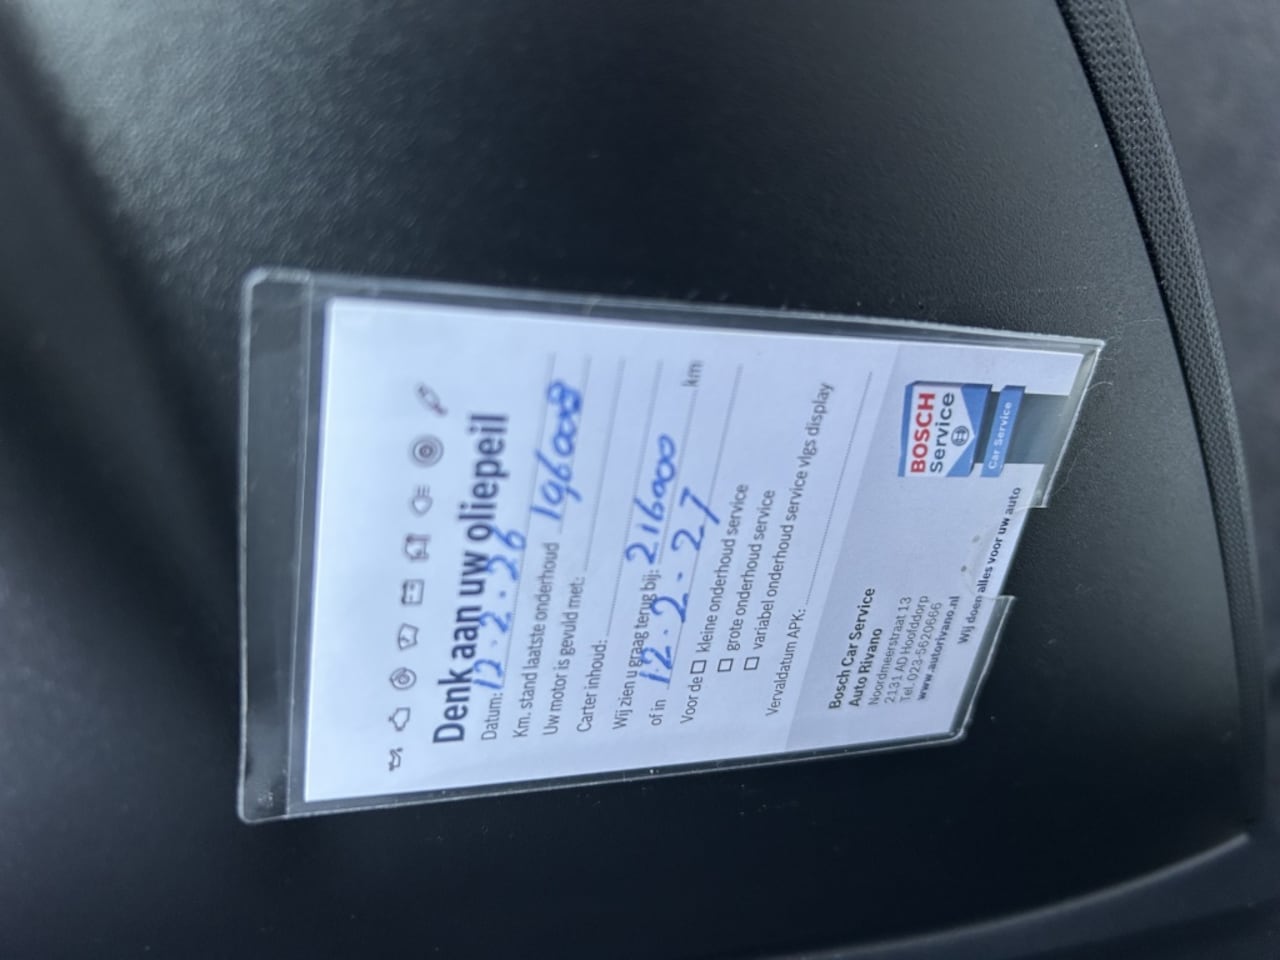 Denk aan uw oliepeil
Datum: 12.2.26
Km. stand laatste onderhoud 196008
Uw motor is gevuld met:
Carter inhoud:
Wij zien u graag terug bij: 216000 km
of in 12.2.27
Voor de ☐ kleine onderhoud service
☐ grote onderhoud service
☐ variabel onderhoud service vlgs display
Vervaldatum APK:
Bosch Car Service
Auto Rivano
Noordmeerstraat 13
2131 AD Hoofddorp
Tel. 023-5620666
www.autorivano.nl
Wij doen alles voor uw auto
BOSCH
Service
Car Service